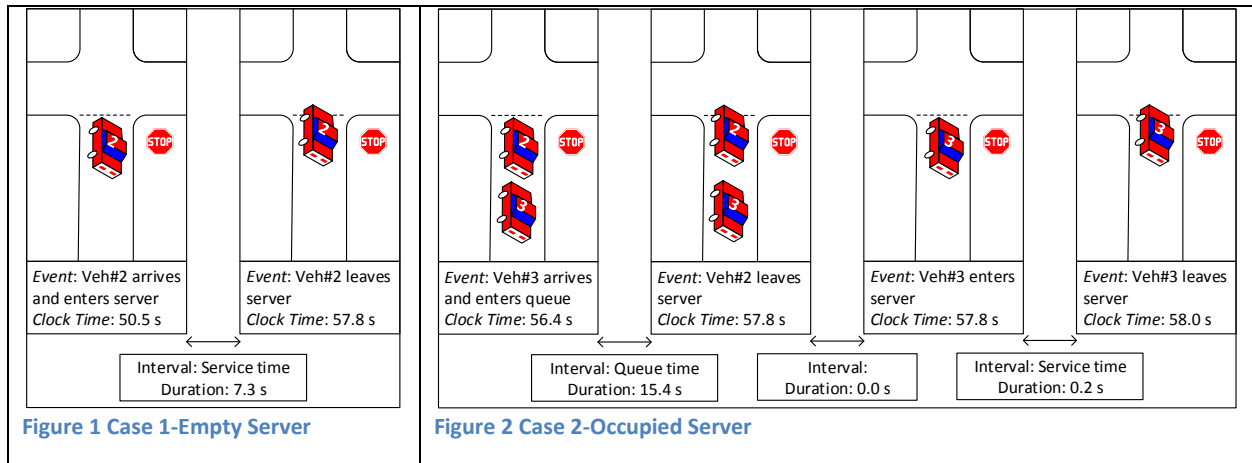 2
STOP
2
STOP
Event: Veh#2 arrives
and enters server
Clock Time: 50.5 s
Event: Veh#2 leaves
server
Clock Time: 57.8 s
Interval: Service time
Duration: 7.3 s
Figure 1 Case 1-Empty Server
2
STOP
3
2
STOP
3
3
STOP
3
STOP
Event: Veh#3 arrives
and enters queue
Clock Time: 56.4 s
Event: Veh#2 leaves
server
Clock Time: 57.8 s
Event: Veh#3 enters
server
Clock Time: 57.8 s
Event: Veh#3 leaves
server
Clock Time: 58.0 s
Interval: Queue time
Duration: 15.4 s
Interval:
Duration: 0.0 s
Interval: Service time
Duration: 0.2 s
Figure 2 Case 2-Occupied Server